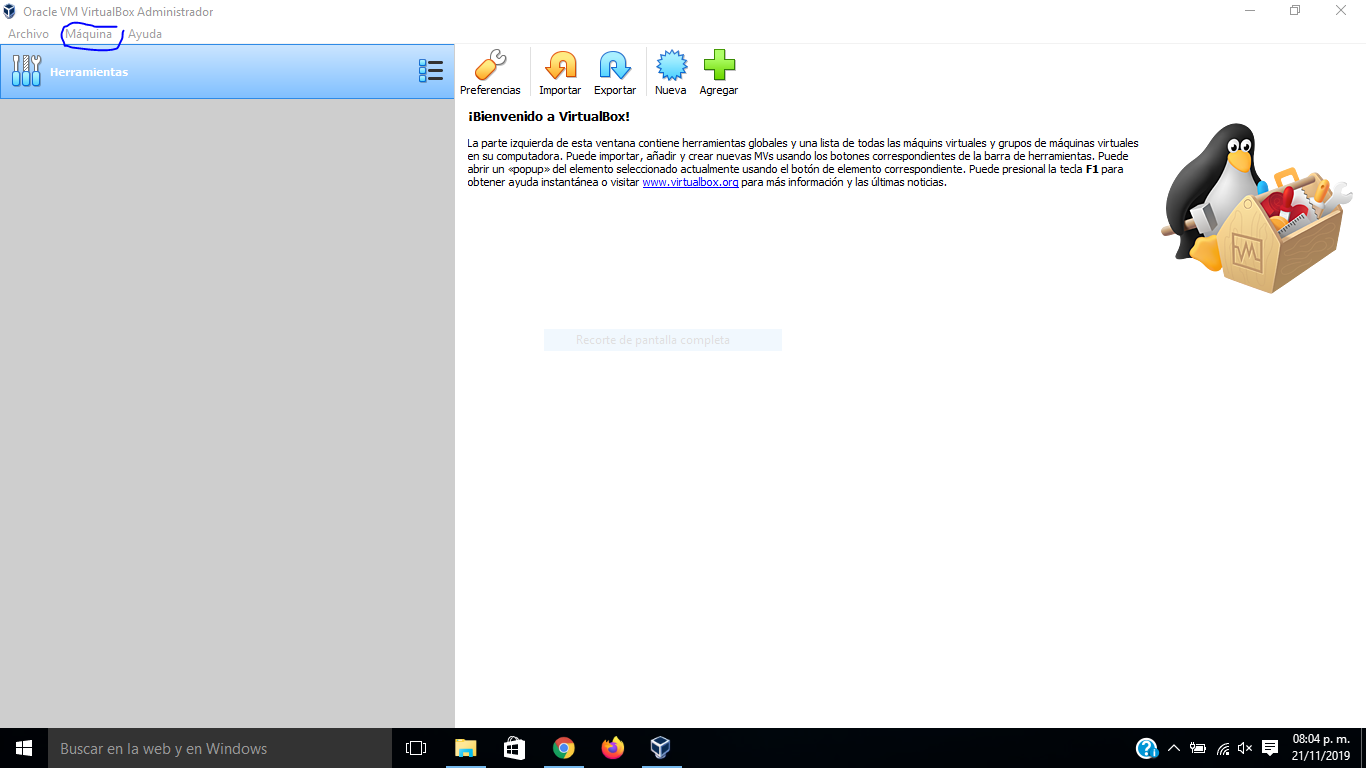 Oracle VM VirtualBox Administrador
Archivo Máquina Ayuda
Herramientas
Preferencias Importar Exportar Nueva Agregar
¡Bienvenido a VirtualBox!
La parte izquierda de esta ventana contiene herramientas globales y una lista de todas las máquins virtuales y grupos de máquinas virtuales
en su computadora. Puede importar, añadir y crear nuevas MVs usando los botones correspondientes de la barra de herramientas. Puede
abrir un «popup» del elemento seleccionado actualmente usando el botón de elemento correspondiente. Puede presional la tecla F1 para
obtener ayuda instantánea o visitar www.virtualbox.org para más información y las últimas noticias.
Recorte de pantalla completa
Buscar en la web y en Windows
08:04 p. m.
21/11/2019